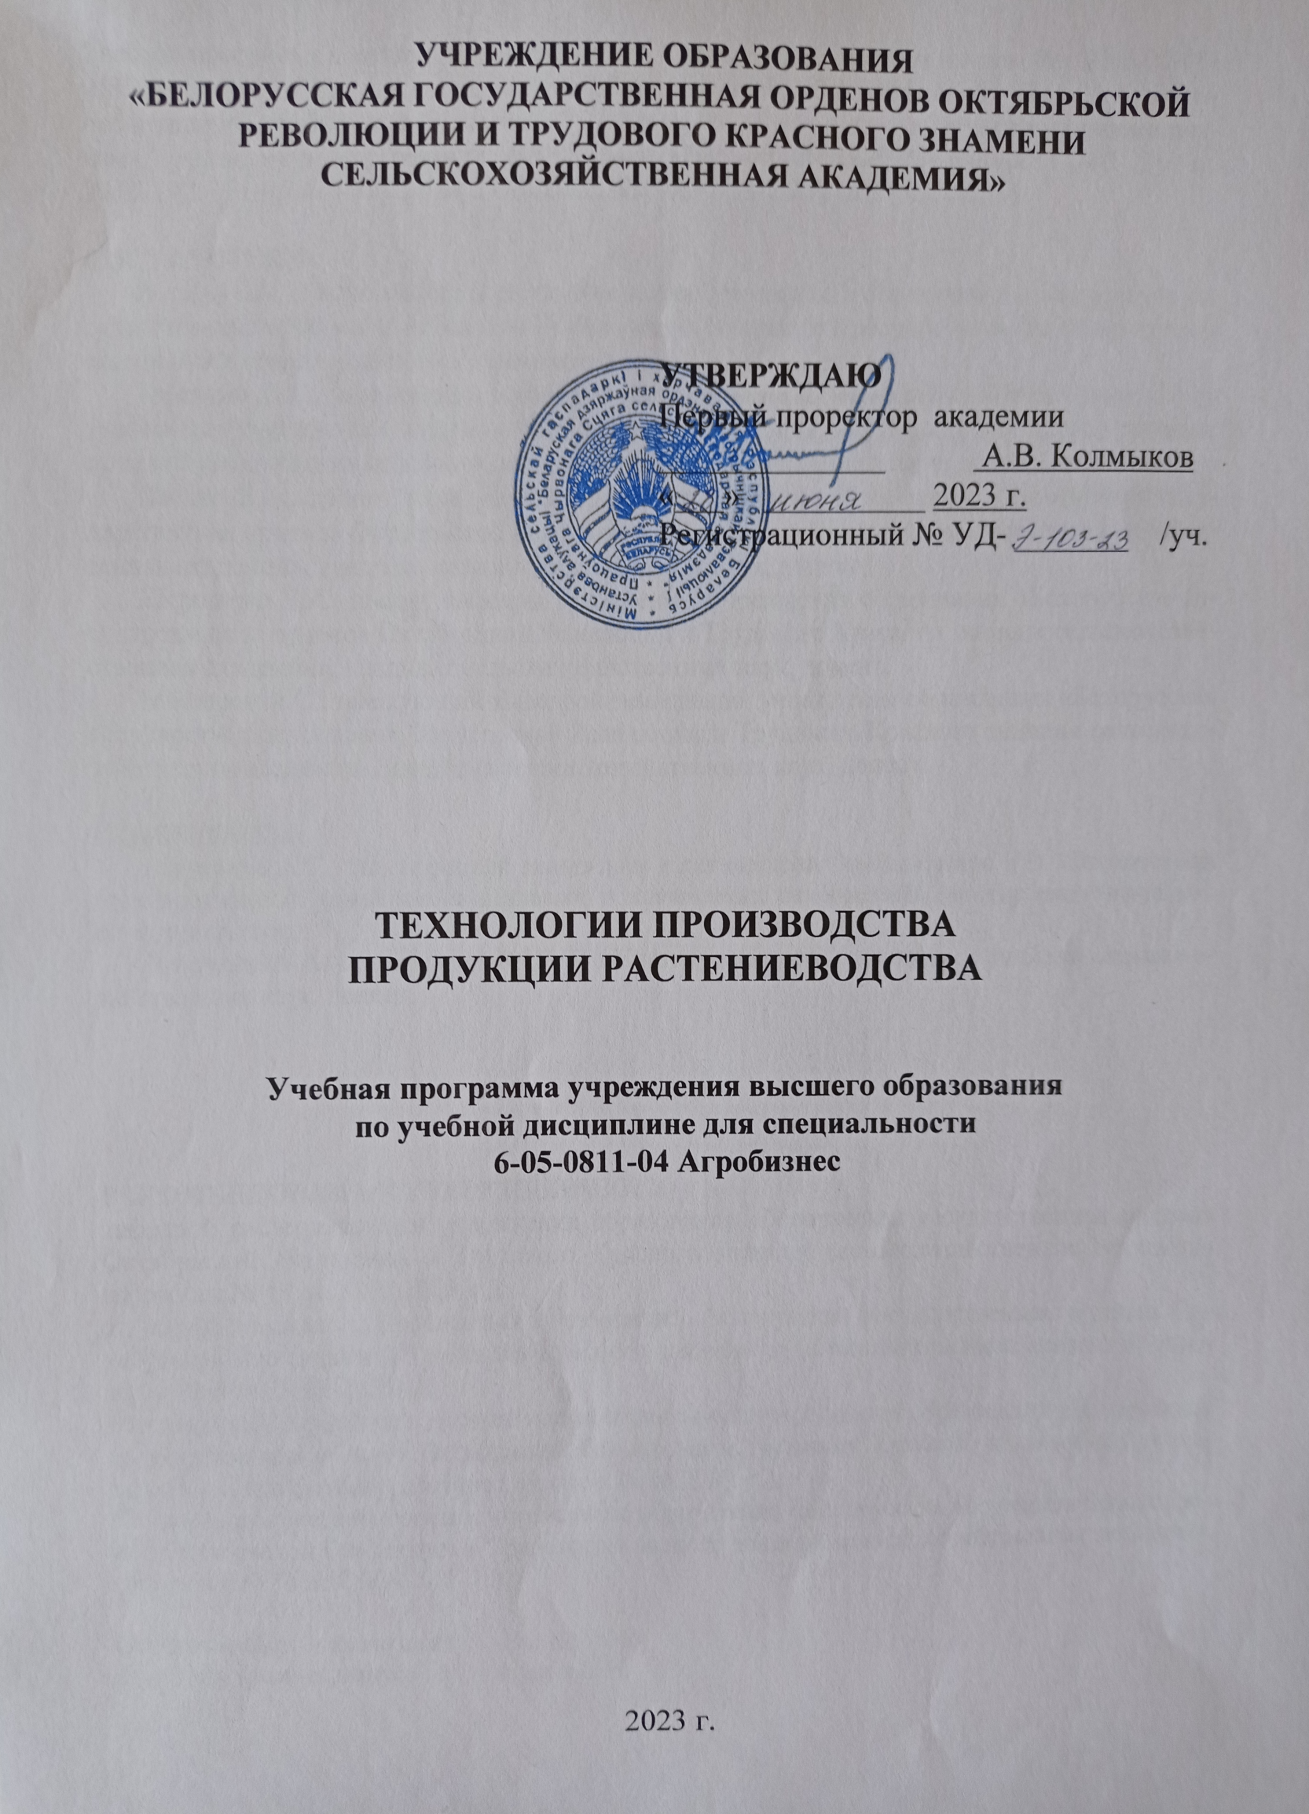 УЧРЕЖДЕНИЕ ОБРАЗОВАНИЯ
«БЕЛОРУССКАЯ ГОСУДАРСТВЕННАЯ ОРДЕНОВ ОКТЯБРЬСКОЙ
РЕВОЛЮЦИИ И ТРУДОВОГО КРАСНОГО ЗНАМЕНИ
СЕЛЬСКОХОЗЯЙСТВЕННАЯ АКАДЕМИЯ»
УТВЕРЖДАЮ
Первый проректор академии
А.В. Колмыков
« » июня 2023 г.
Регистрационный № УД- Э-103-23 /уч.
РЭСПУБЛІКА
БЕЛАРУСЬ
ТЕХНОЛОГИИ ПРОИЗВОДСТВА
ПРОДУКЦИИ РАСТЕНИЕВОДСТВА
Учебная программа учреждения высшего образования
по учебной дисциплине для специальности
6-05-0811-04 Агробизнес
2023 г.